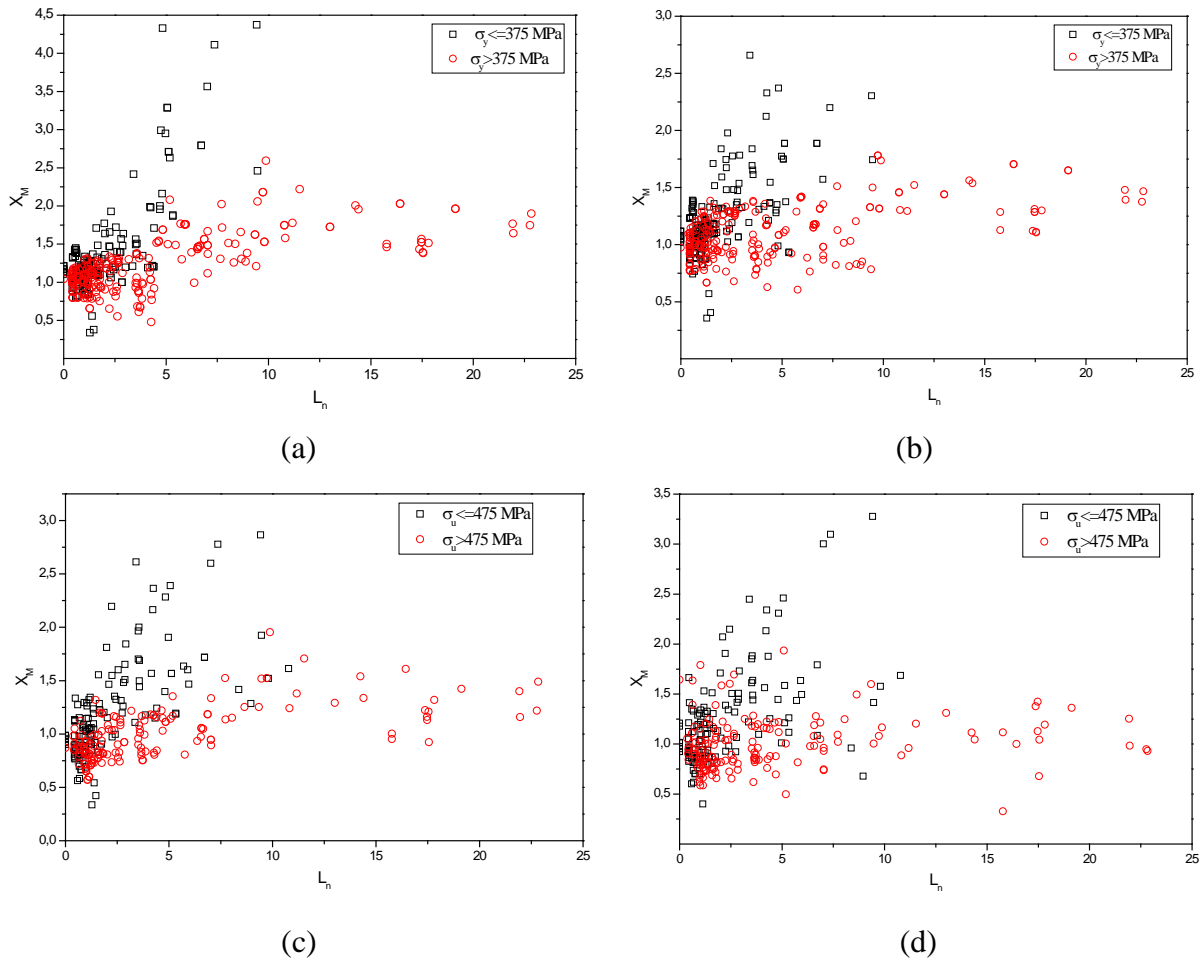 4,5
4,0
3,5
3,0
2,5
2,0
1,5
1,0
0,5
X_M
σ_y<=375 MPa
σ_y>375 MPa
0 5 10 15 20 25
L_n
(a)
3,0
2,5
2,0
1,5
1,0
0,5
X_M
σ_y<=375 MPa
σ_y>375 MPa
0 5 10 15 20 25
L_n
(b)
3,0
2,5
2,0
1,5
1,0
0,5
0,0
X_M
σ_u<=475 MPa
σ_u>475 MPa
0 5 10 15 20 25
L_n
(c)
3,5
3,0
2,5
2,0
1,5
1,0
0,5
X_M
σ_u<=475 MPa
σ_u>475 MPa
0 5 10 15 20 25
L_n
(d)